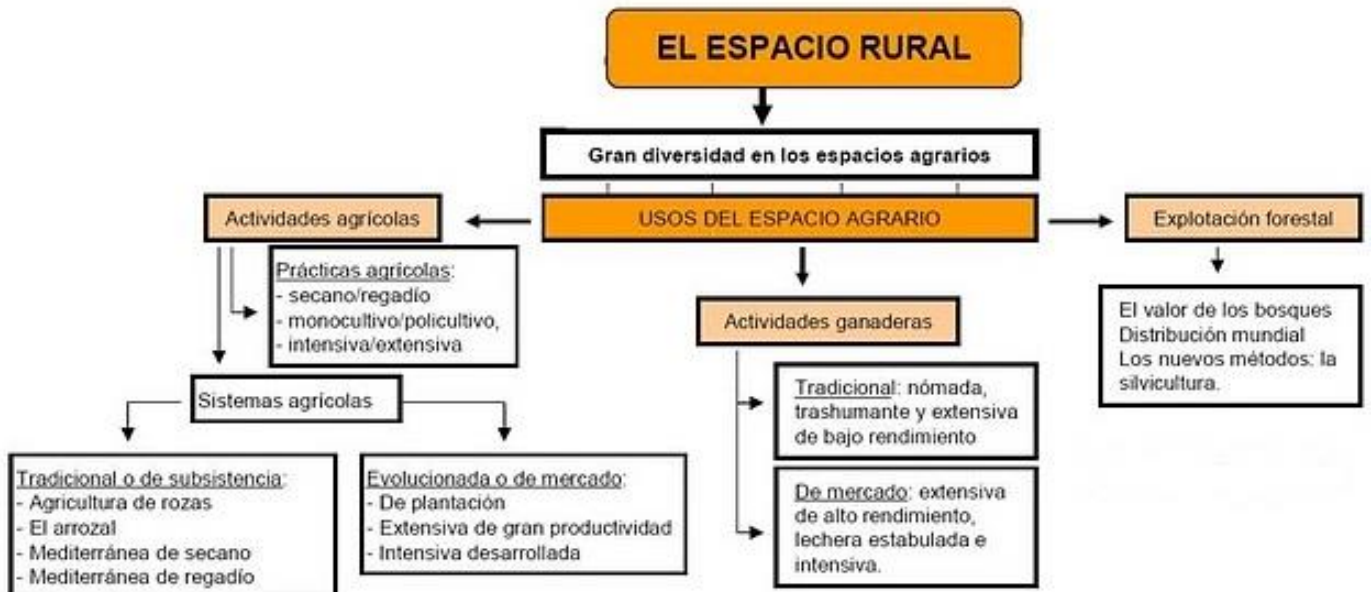 EL ESPACIO RURAL
Gran diversidad en los espacios agrarios
USOS DEL ESPACIO AGRARIO
Actividades agrícolas
Prácticas agrícolas:
- secano/regadío
- monocultivo/policultivo,
- intensiva/extensiva
Sistemas agrícolas
Tradicional o de subsistencia:
- Agricultura de rozas
- El arrozal
- Mediterránea de secano
- Mediterránea de regadío
Evolucionada o de mercado:
- De plantación
- Extensiva de gran productividad
- Intensiva desarrollada
Actividades ganaderas
Tradicional: nómada,
trashumante y extensiva
de bajo rendimiento
De mercado: extensiva
de alto rendimiento,
lechera estabulada e
intensiva.
Explotación forestal
El valor de los bosques
Distribución mundial
Los nuevos métodos: la
silvicultura.